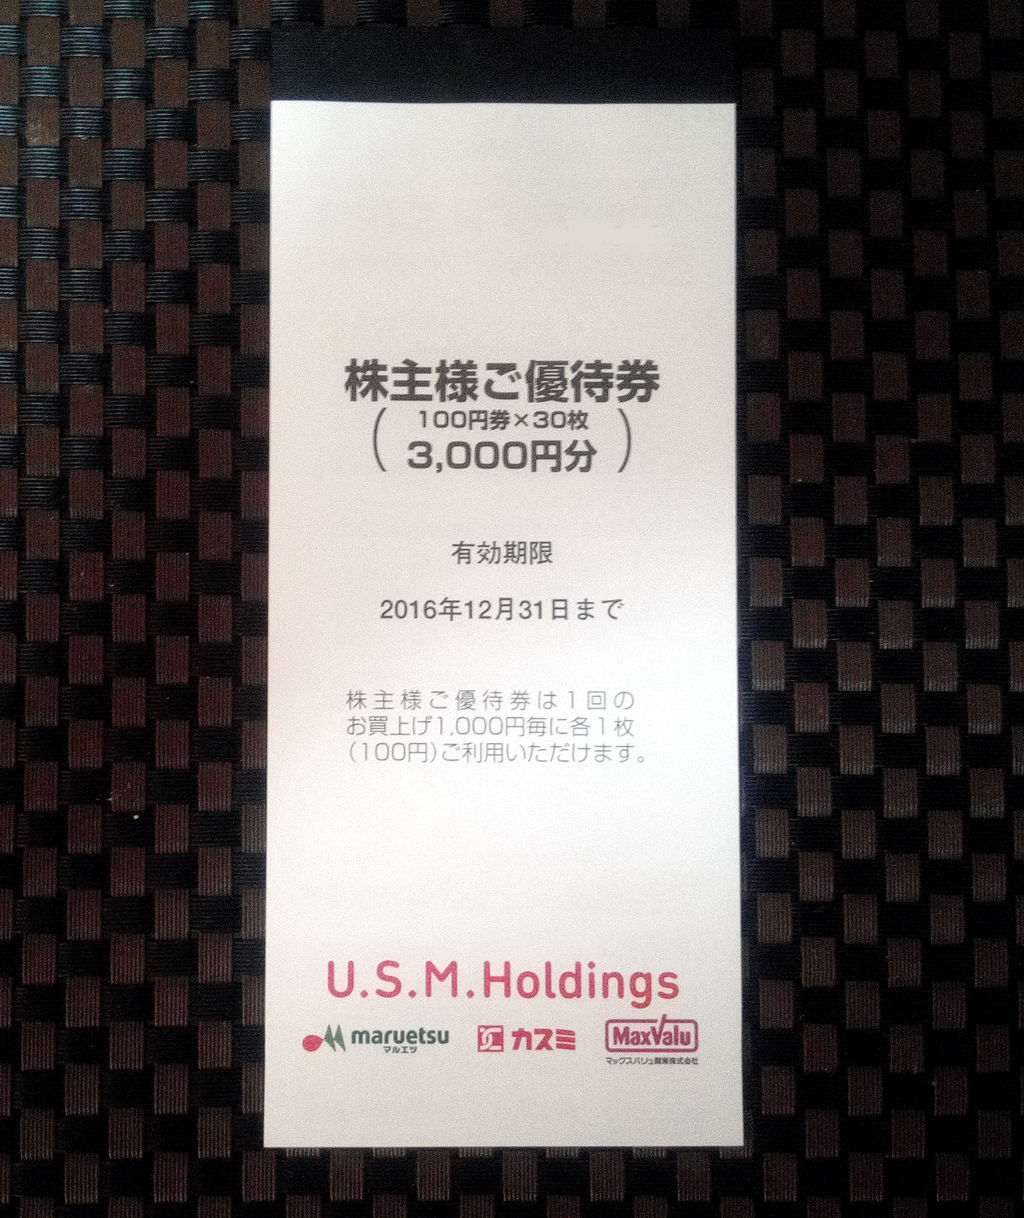 株主様ご優待券
(100円券×30枚
3,000円分)
有効期限
2016年12月31日まで
株主様ご優待券は1回の
お買上げ1,000円毎に各1枚
(100円)ご利用いただけます。
U.S.M.Holdings
maruetsu カスミ MaxValu
マルエツ マックスバリュ関東株式会社